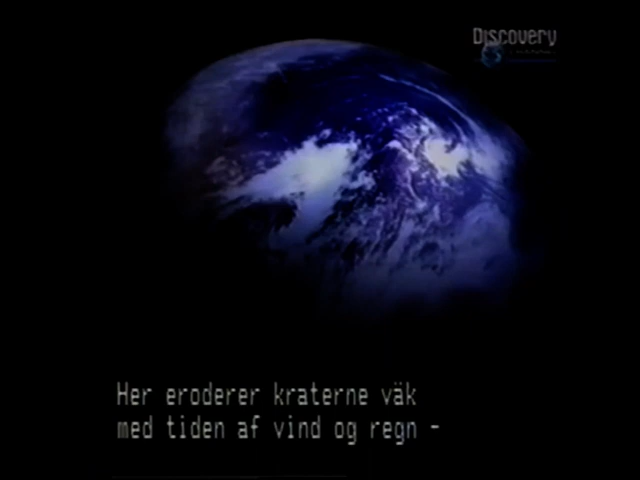 Discovery
Her eroderer kraterne väk
med tiden af vind og regn -